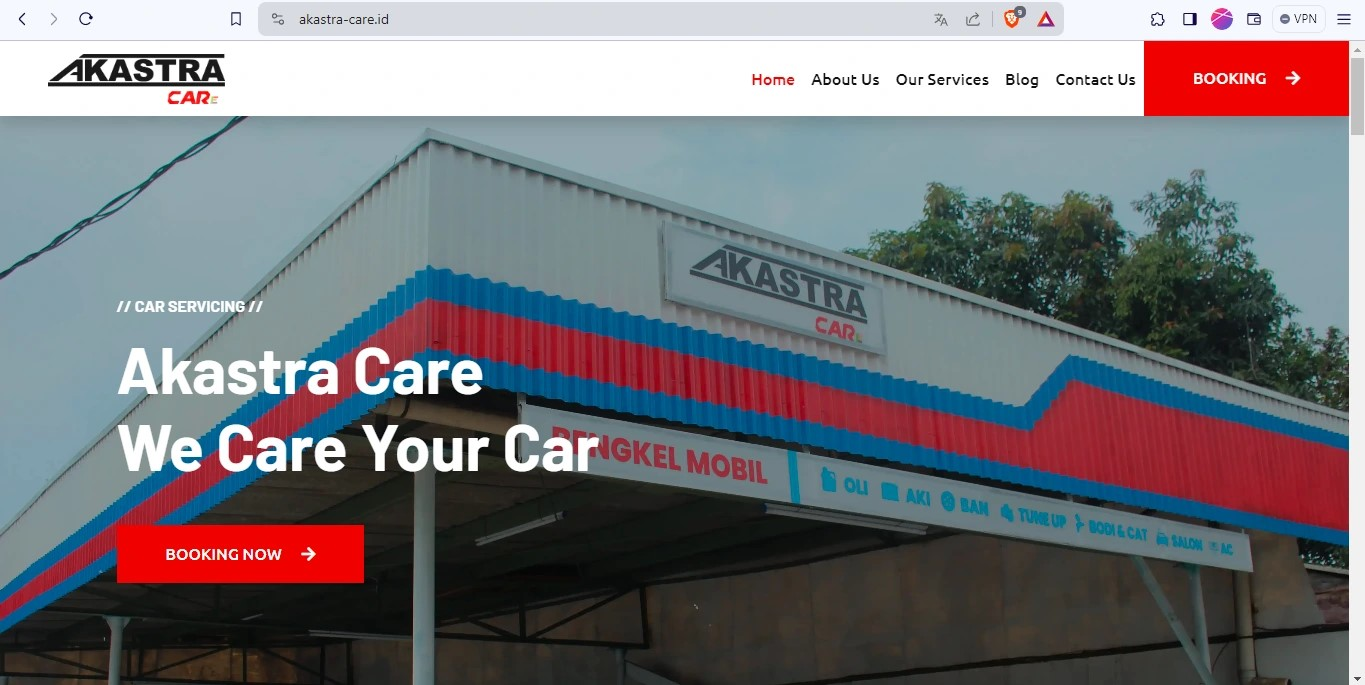 akastra-care.id
9
VPN
AKASTRA
CARE
Home
About Us
Our Services
Blog
Contact Us
BOOKING
AKASTRA
CARE
// CAR SERVICING //
Akastra Care
We Care Your Car
BENGKEL MOBIL
OLI
AKI
BAN
TUNE UP
BODI & CAT
SALON
AC
BOOKING NOW